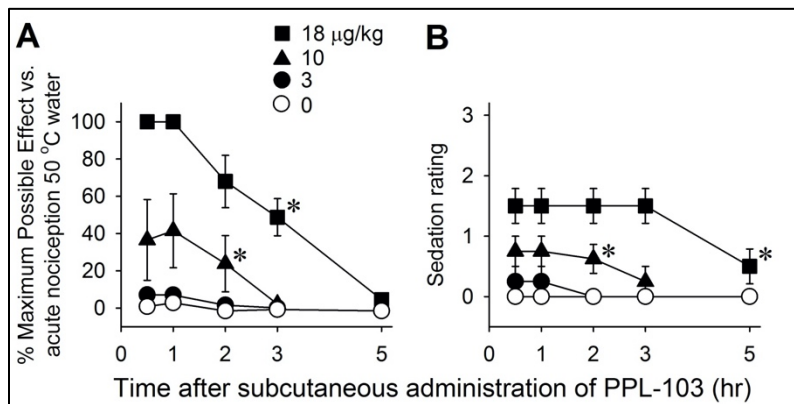 A
18 μg/kg
10
3
0
B
% Maximum Possible Effect vs.
acute nociception 50 °C water
100
80
60
40
20
0
*
*
0 1 2 3 5
Sedation rating
3
2
1
0
*
*
0 1 2 3 5
Time after subcutaneous administration of PPL-103 (hr)